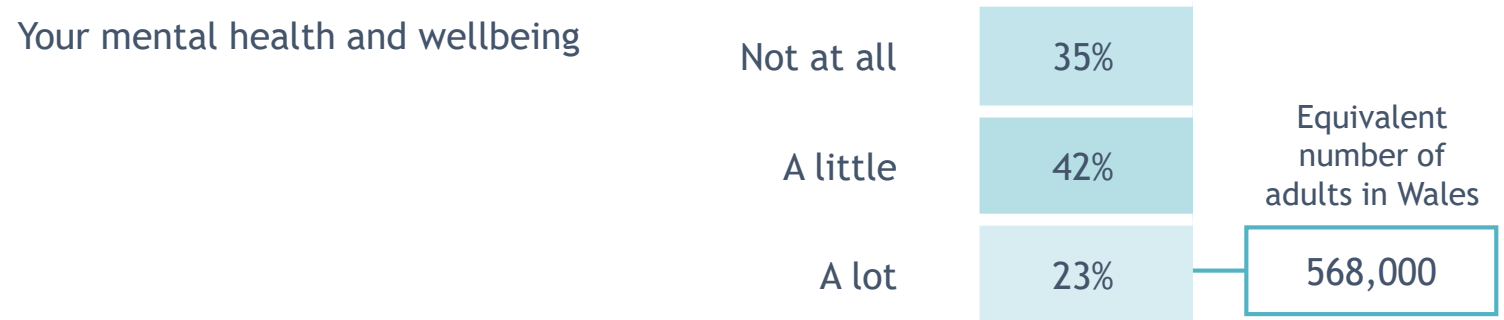 Your mental health and wellbeing
Not at all
35%
Equivalent
number of
adults in Wales
A little
42%
A lot
23%
568,000